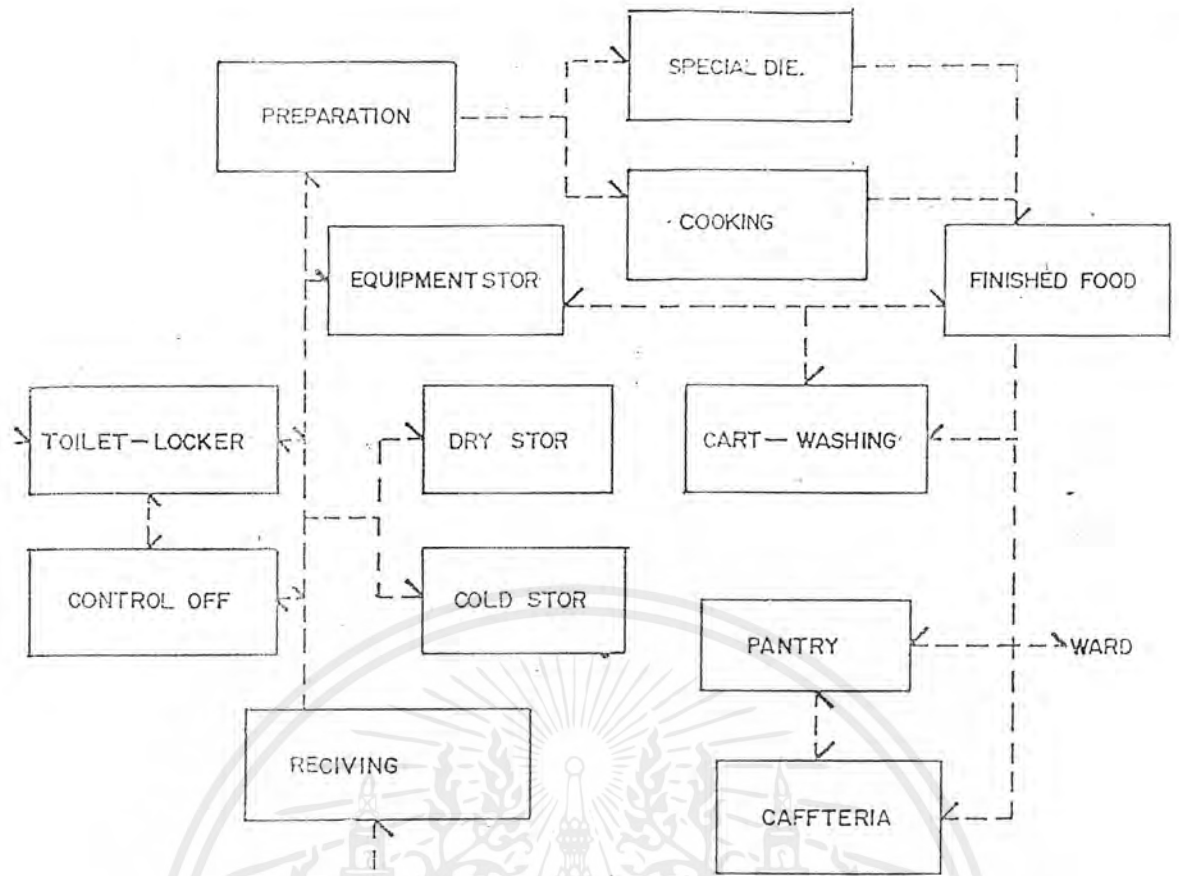 SPECIAL DIE.
PREPARATION
COOKING
EQUIPMENT STOR
FINISHED FOOD
TOILET-LOCKER
DRY STOR
CART-WASHING
CONTROL OFF
COLD STOR
PANTRY
WARD
RECIVING
CAFFTERIA